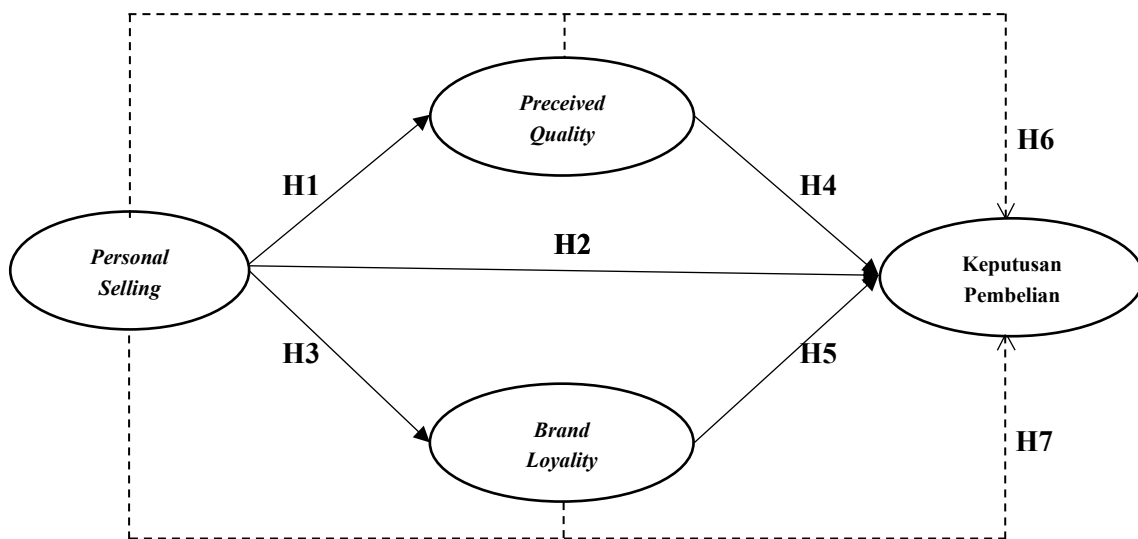 Preceived
Quality
H6
H1
H4
Personal
Selling
H2
Keputusan
Pembelian
H3
H5
Brand
Loyality
H7